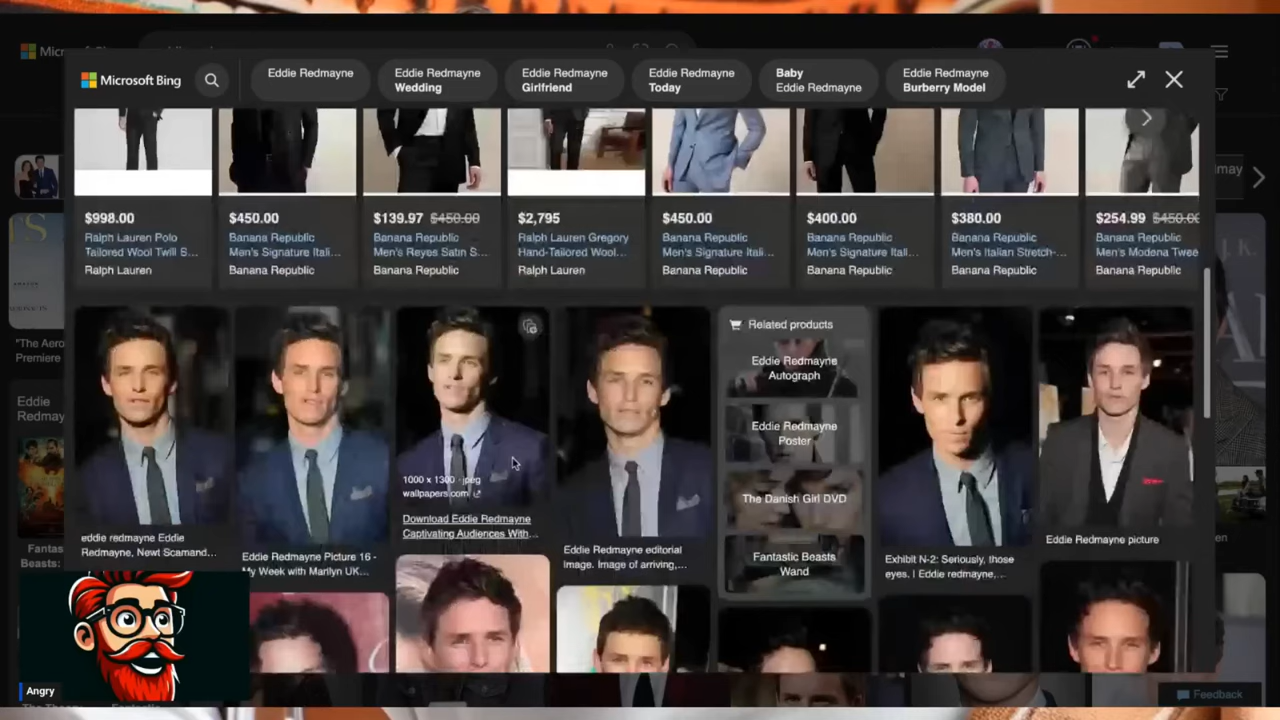 Microsoft Bing
Eddie Redmayne
Eddie Redmayne
Wedding
Eddie Redmayne
Girlfriend
Eddie Redmayne
Today
Baby
Eddie Redmayne
Eddie Redmayne
Burberry Model
$998.00
Ralph Lauren Polo
Tailored Wool Twill S...
Ralph Lauren
$450.00
Banana Republic
Men's Signature Itali...
Banana Republic
$139.97 $450.00
Banana Republic
Men's Reyes Satin S...
Banana Republic
$2,795
Ralph Lauren Gregory
Hand-Tailored Wool...
Ralph Lauren
$450.00
Banana Republic
Men's Signature Itali...
Banana Republic
$400.00
Banana Republic
Men's Signature Itali...
Banana Republic
$380.00
Banana Republic
Men's Italian Stretch-...
Banana Republic
$254.99 $450.00
Banana Republic
Men's Modena Twee
Banana Republic
"The Aero
Premiere
Eddie
Redmay
Fantas
Beasts:
eddie redmayne Eddie
Redmayne, Newt Scamand...
Eddie Redmayne Picture 16 -
My Week with Marilyn UK...
1000 x 1300 · jpeg
wallpapers.com
Download Eddie Redmayne
Captivating Audiences With...
Eddie Redmayne editorial
image. Image of arriving,...
Related products
Eddie Redmayne
Autograph
Eddie Redmayne
Poster
The Danish Girl DVD
Fantastic Beasts
Wand
Exhibit N-2: Seriously, those
eyes. | Eddie redmayne,...
Eddie Redmayne picture
Angry
Feedback